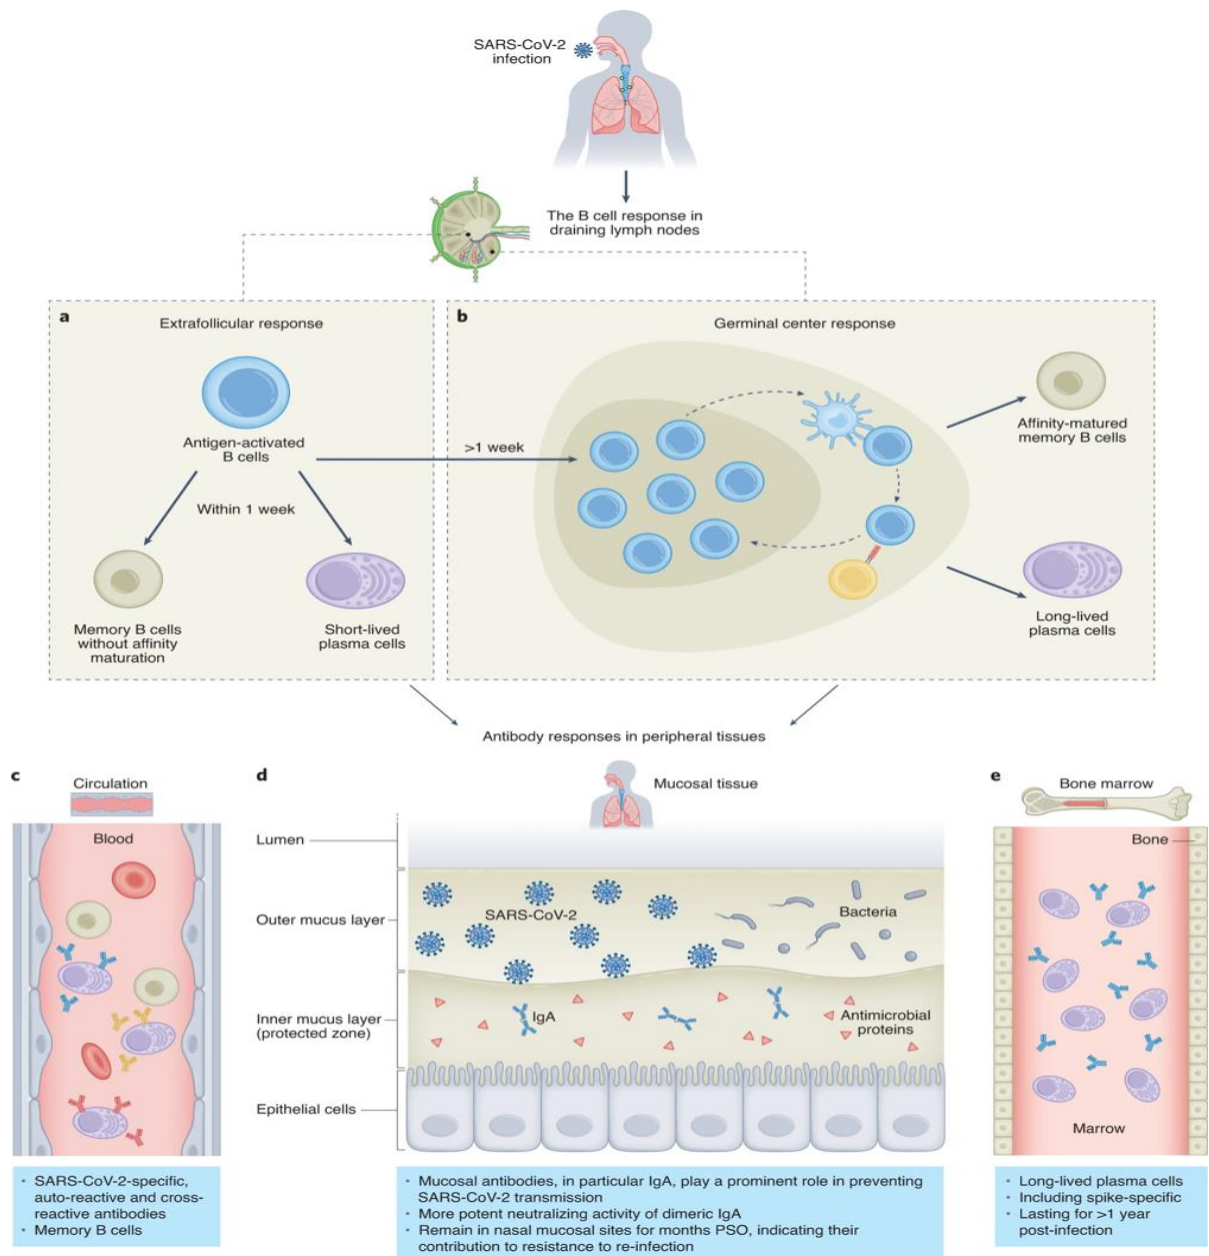 SARS-CoV-2
infection
The B cell response in
draining lymph nodes
a
Extrafollicular response
Antigen-activated
B cells
Within 1 week
Memory B cells
without affinity
maturation
Short-lived
plasma cells
b
Germinal center response
>1 week
Affinity-matured
memory B cells
Long-lived
plasma cells
Antibody responses in peripheral tissues
c
Circulation
Blood
• SARS-CoV-2-specific,
auto-reactive and cross-
reactive antibodies
• Memory B cells
d
Mucosal tissue
Lumen
Outer mucus layer
SARS-CoV-2
Bacteria
Inner mucus layer
(protected zone)
IgA
Antimicrobial
proteins
Epithelial cells
• Mucosal antibodies, in particular IgA, play a prominent role in preventing
SARS-CoV-2 transmission
• More potent neutralizing activity of dimeric IgA
• Remain in nasal mucosal sites for months PSO, indicating their
contribution to resistance to re-infection
e
Bone marrow
Bone
Marrow
• Long-lived plasma cells
• Including spike-specific
• Lasting for >1 year
post-infection